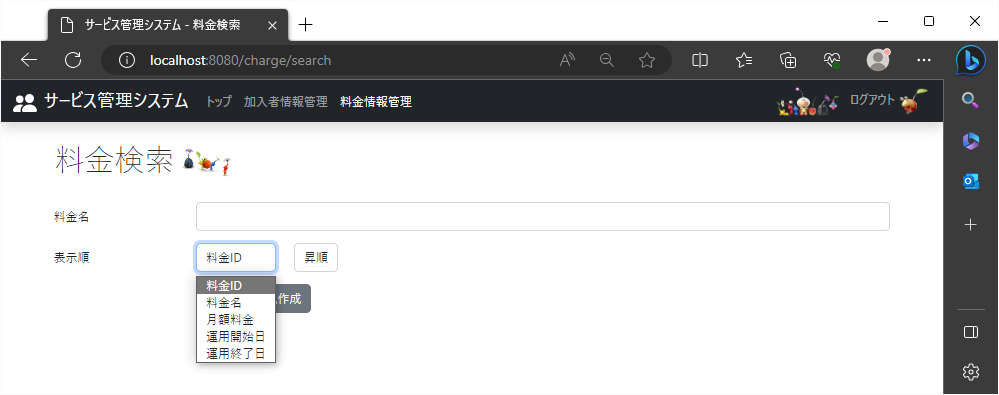 サービス管理システム - 料金検索
localhost:8080/charge/search
サービス管理システム トップ 加入者情報管理 料金情報管理 ログアウト
料金検索
料金名
表示順 料金ID 昇順
料金ID
作成
料金名
月額料金
運用開始日
運用終了日